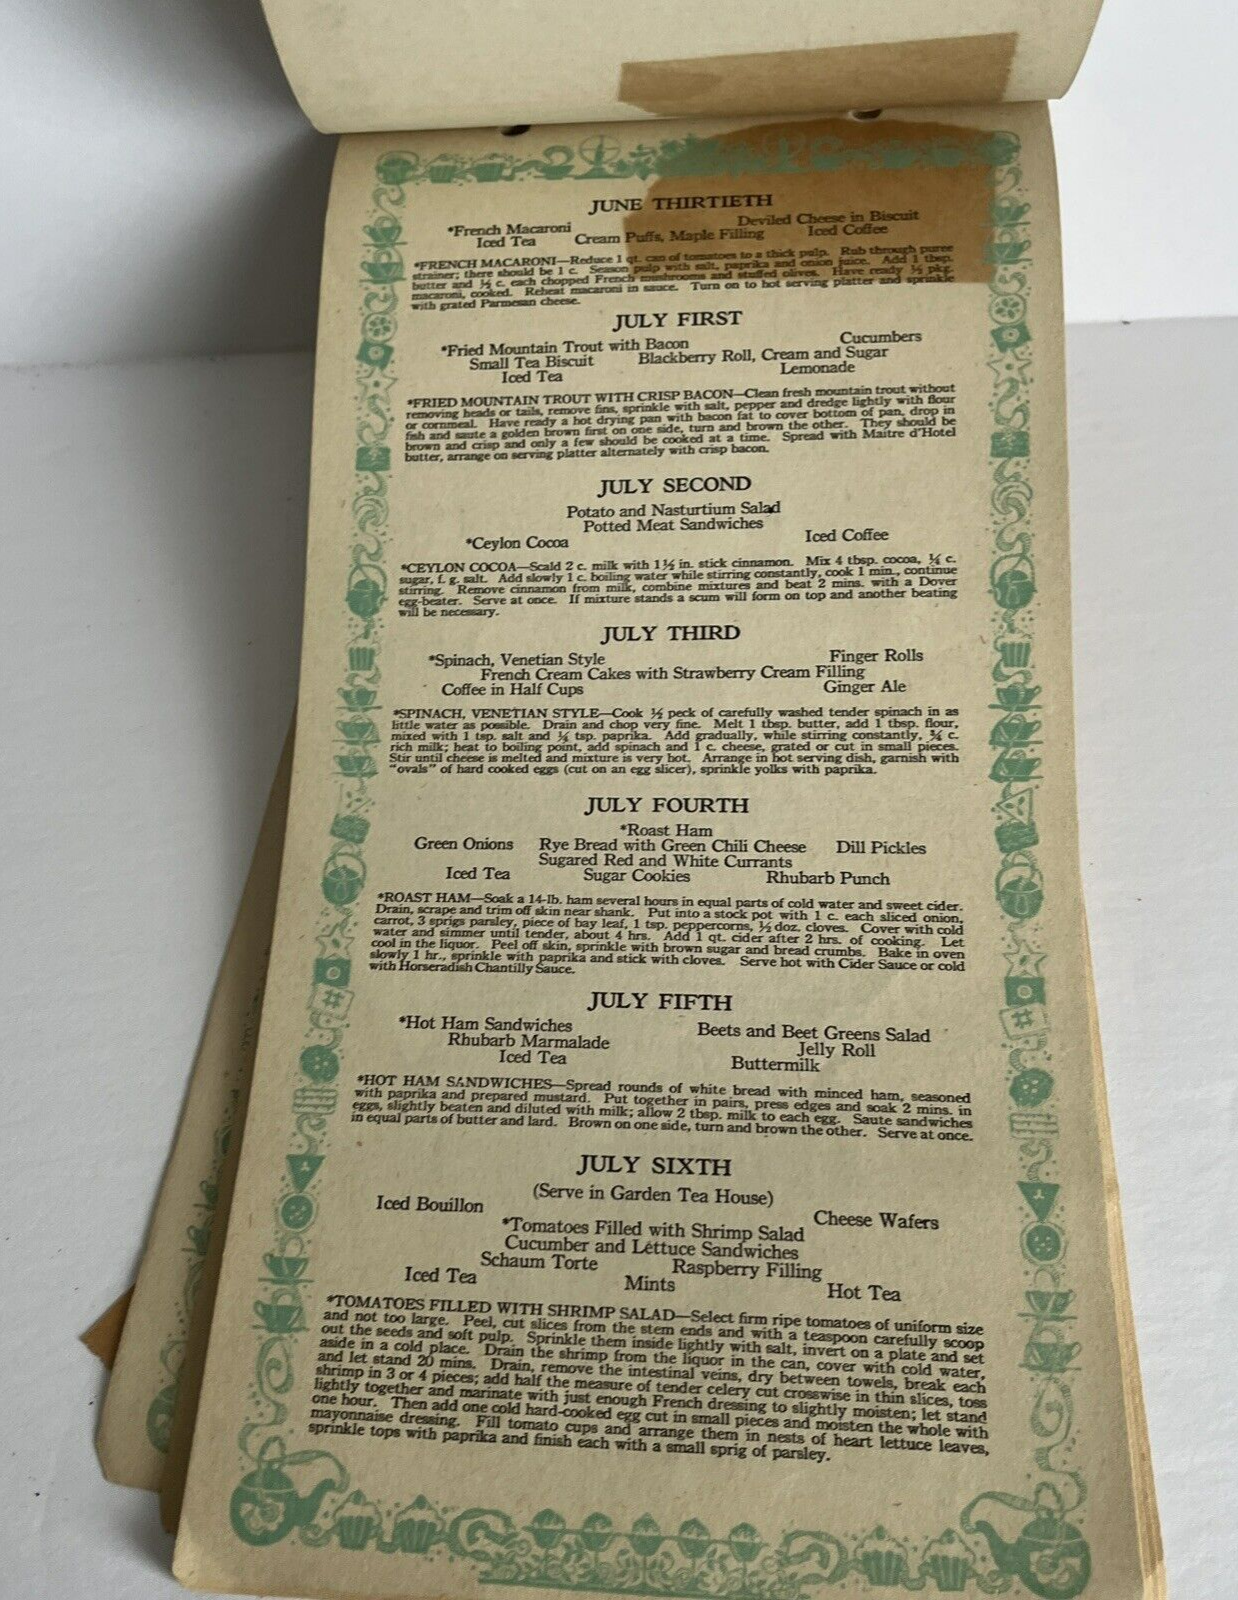 JUNE THIRTIETH
*French Macaroni Deviled Cheese in Biscuit
Iced Tea Cream Puffs, Maple Filling Iced Coffee
*FRENCH MACARONI—Reduce 1 qt. can of tomatoes to a thick pulp. Rub through puree
strainer; there should be 1 c. Season pulp with salt, paprika and onion juice. Add 1 tbsp.
butter and ½ c. each chopped French mushrooms and stuffed olives. Have ready ½ pkg.
macaroni, cooked. Reheat macaroni in sauce. Turn on to hot serving platter and sprinkle
with grated Parmesan cheese.
JULY FIRST
*Fried Mountain Trout with Bacon Cucumbers
Small Tea Biscuit Blackberry Roll, Cream and Sugar
Iced Tea Lemonade
*FRIED MOUNTAIN TROUT WITH CRISP BACON—Clean fresh mountain trout without
removing heads or tails, remove fins, sprinkle with salt, pepper and dredge lightly with flour
or cornmeal. Have ready a hot drying pan with bacon fat to cover bottom of pan, drop in
fish and saute a golden brown first on one side, turn and brown the other. They should be
brown and crisp and only a few should be cooked at a time. Spread with Maitre d'Hotel
butter, arrange on serving platter alternately with crisp bacon.
JULY SECOND
Potato and Nasturtium Salad
Potted Meat Sandwiches
*Ceylon Cocoa Iced Coffee
*CEYLON COCOA—Scald 2 c. milk with 1½ in. stick cinnamon. Mix 4 tbsp. cocoa, ¼ c.
sugar, f. g. salt. Add slowly 1 c. boiling water while stirring constantly, cook 1 min., continue
stirring. Remove cinnamon from milk, combine mixtures and beat 2 mins. with a Dover
egg-beater. Serve at once. If mixture stands a scum will form on top and another beating
will be necessary.
JULY THIRD
*Spinach, Venetian Style Finger Rolls
French Cream Cakes with Strawberry Cream Filling
Coffee in Half Cups Ginger Ale
*SPINACH, VENETIAN STYLE—Cook ½ peck of carefully washed tender spinach in as
little water as possible. Drain and chop very fine. Melt 1 tbsp. butter, add 1 tbsp. flour,
mixed with 1 tsp. salt and tsp. paprika. Add gradually, while stirring constantly, ¾ c.
rich milk; heat to boiling point, add spinach and 1 c. cheese, grated or cut in small pieces.
Stir until cheese is melted and mixture is very hot. Arrange in hot serving dish, garnish with
"ovals" of hard cooked eggs (cut on an egg slicer), sprinkle yolks with paprika.
JULY FOURTH
*Roast Ham
Green Onions Rye Bread with Green Chili Cheese Dill Pickles
Sugared Red and White Currants
Iced Tea Sugar Cookies Rhubarb Punch
*ROAST HAM—Soak a 14-lb. ham several hours in equal parts of cold water and sweet cider.
Drain, scrape and trim off skin near shank. Put into a stock pot with 1 c. each sliced onion,
carrot, 3 sprigs parsley, piece of bay leaf, 1 tsp. peppercorns, ½ doz. cloves. Cover with cold
water and simmer until tender, about 4 hrs. Add 1 qt. cider after 2 hrs. of cooking. Let
cool in the liquor. Peel off skin, sprinkle with brown sugar and bread crumbs. Bake in oven
slowly 1 hr., sprinkle with paprika and stick with cloves. Serve hot with Cider Sauce or cold
with Horseradish Chantilly Sauce.
JULY FIFTH
*Hot Ham Sandwiches Beets and Beet Greens Salad
Rhubarb Marmalade Jelly Roll
Iced Tea Buttermilk
*HOT HAM SANDWICHES—Spread rounds of white bread with minced ham, seasoned
with paprika and prepared mustard. Put together in pairs, press edges and soak 2 mins. in
eggs, slightly beaten and diluted with milk; allow 2 tbsp. milk to each egg. Saute sandwiches
in equal parts of butter and lard. Brown on one side, turn and brown the other. Serve at once.
JULY SIXTH
(Serve in Garden Tea House)
Iced Bouillon Cheese Wafers
*Tomatoes Filled with Shrimp Salad
Cucumber and Lettuce Sandwiches
Schaum Torte Raspberry Filling
Iced Tea Mints Hot Tea
*TOMATOES FILLED WITH SHRIMP SALAD—Select firm ripe tomatoes of uniform size
and not too large. Peel, cut slices from the stem ends and with a teaspoon carefully scoop
out the seeds and soft pulp. Sprinkle them inside lightly with salt, invert on a plate and set
aside in a cold place. Drain the shrimp from the liquor in the can, cover with cold water,
and let stand 20 mins. Drain, remove the intestinal veins, dry between towels, break each
shrimp in 3 or 4 pieces; add half the measure of tender celery cut crosswise in thin slices, toss
lightly together and marinate with just enough French dressing to slightly moisten; let stand
one hour. Then add one cold hard-cooked egg cut in small pieces and moisten the whole with
mayonnaise dressing. Fill tomato cups and arrange them in nests of heart lettuce leaves,
sprinkle tops with paprika and finish each with a small sprig of parsley.